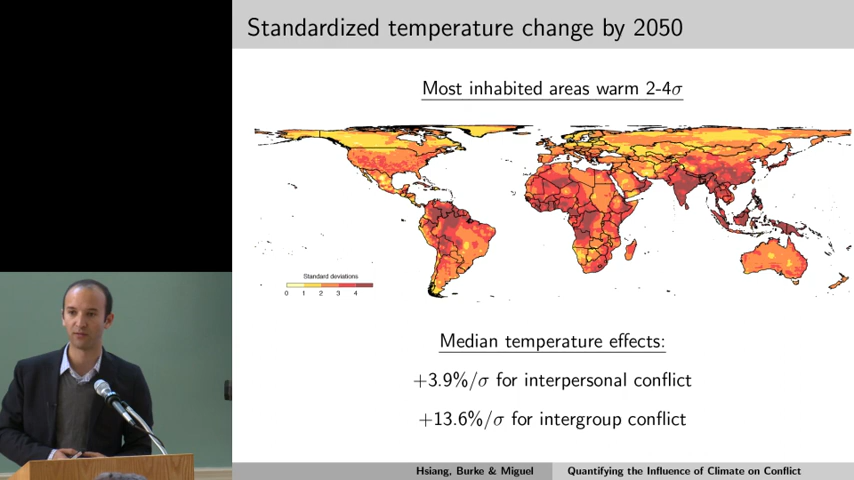 Standardized temperature change by 2050
Most inhabited areas warm 2-4σ
Standard deviations
0 1 2 3 4
Median temperature effects:
+3.9%/σ for interpersonal conflict
+13.6%/σ for intergroup conflict
Hsiang, Burke & Miguel Quantifying the Influence of Climate on Conflict